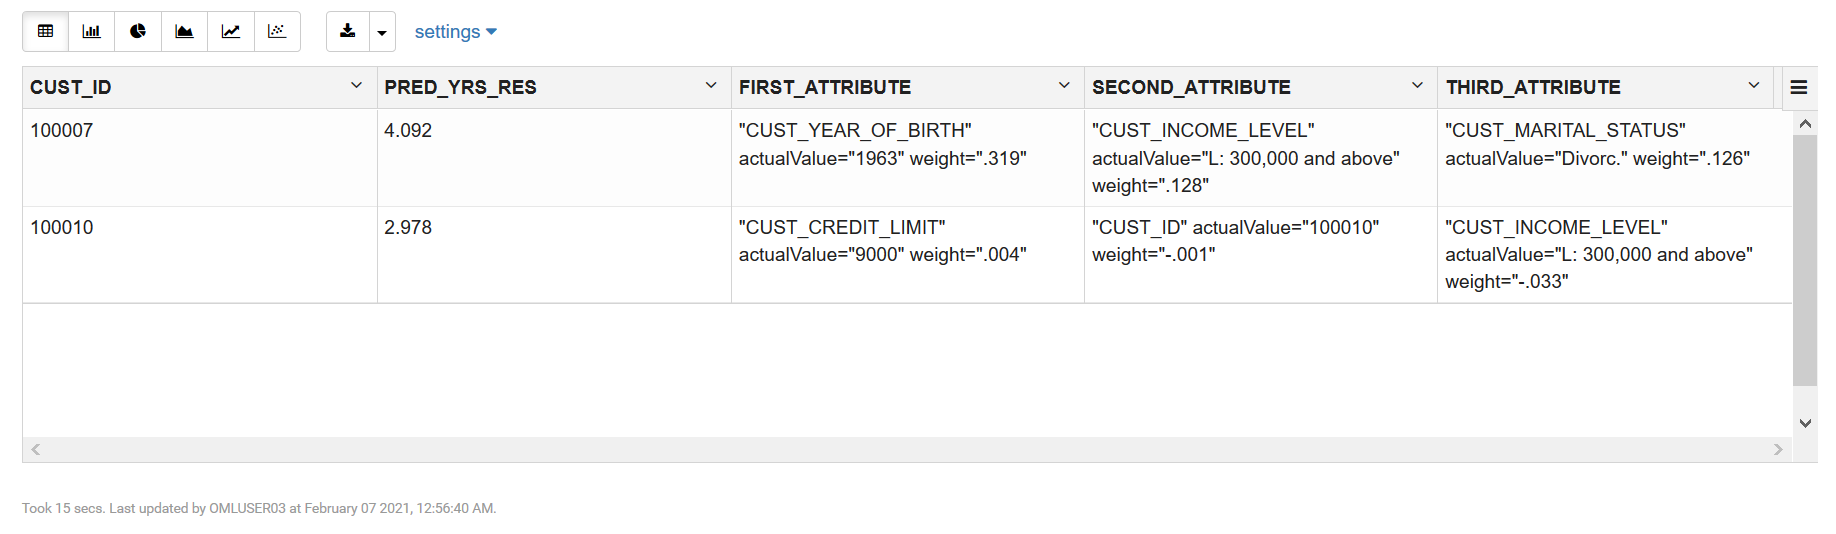 settings
CUST_ID PRED_YRS_RES FIRST_ATTRIBUTE SECOND_ATTRIBUTE THIRD_ATTRIBUTE
100007 4.092 "CUST_YEAR_OF_BIRTH" "CUST_INCOME_LEVEL" "CUST_MARITAL_STATUS"
actualValue="1963" weight=".319" actualValue="L: 300,000 and above" actualValue="Divorc." weight=".126"
weight=".128"
100010 2.978 "CUST_CREDIT_LIMIT" "CUST_ID" actualValue="100010" "CUST_INCOME_LEVEL"
actualValue="9000" weight=".004" weight="-.001" actualValue="L: 300,000 and above"
weight="-.033"
Took 15 secs. Last updated by OMLUSER03 at February 07 2021, 12:56:40 AM.